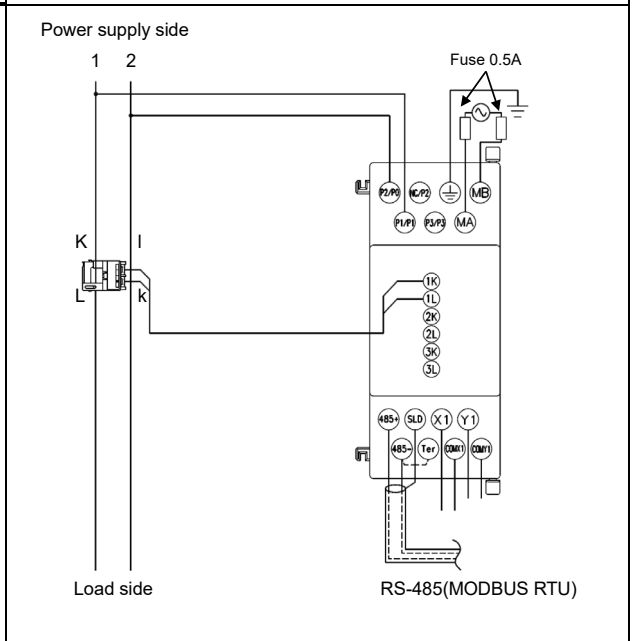 Power supply side
1 2
Fuse 0.5A
P2/P0 NC/P2 MB
P1/P1 P3/P3 MA
K l
L k
1K
1L
2K
2L
3K
3L
485+ SLD X1 Y1
485- Ter COMX1 COMY1
Load side
RS-485(MODBUS RTU)